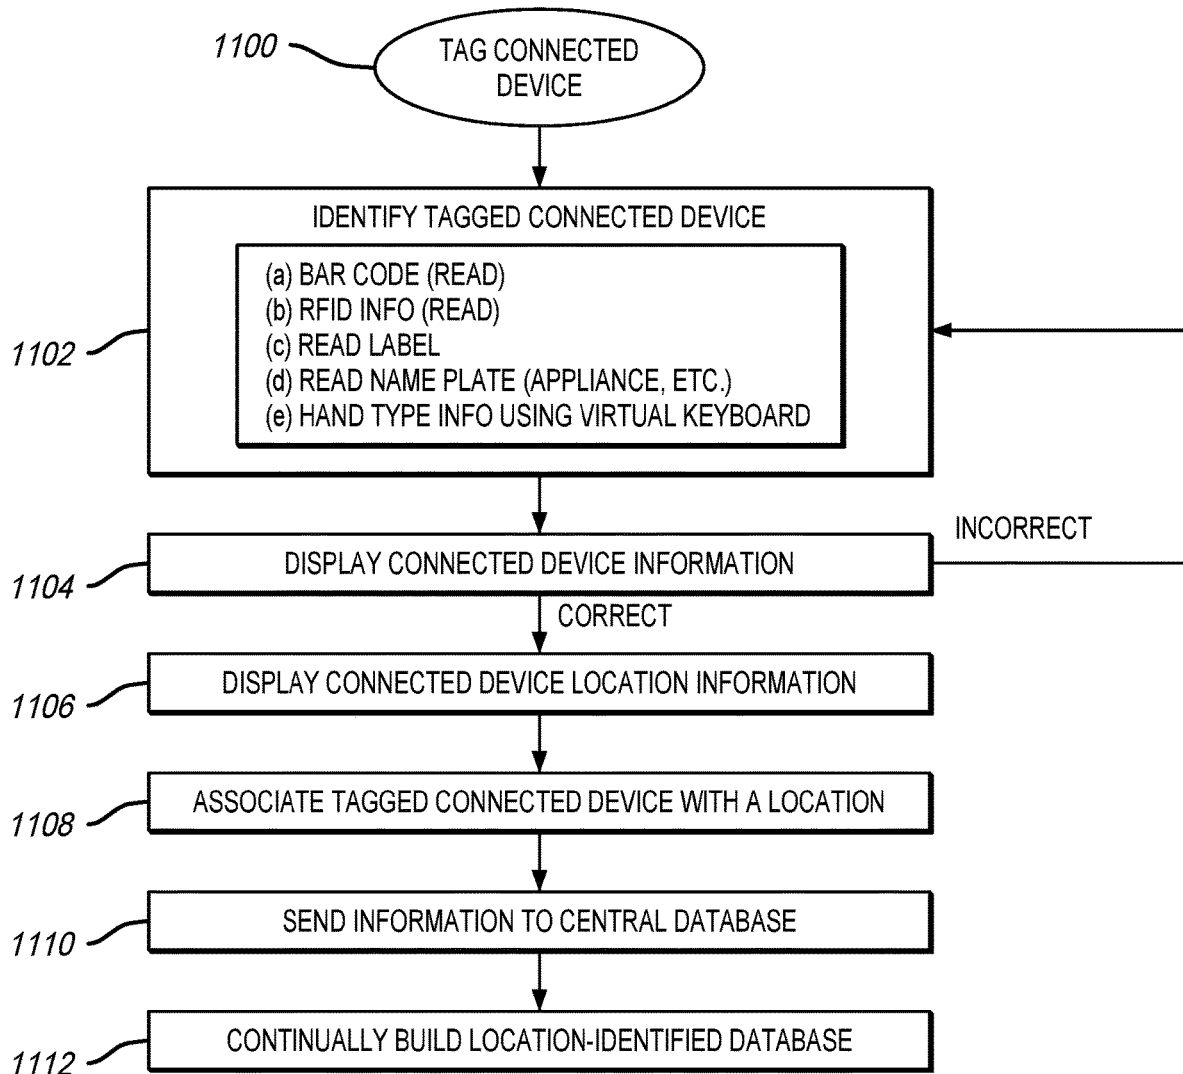 1100
TAG CONNECTED
DEVICE
IDENTIFY TAGGED CONNECTED DEVICE
(a) BAR CODE (READ)
(b) RFID INFO (READ)
(c) READ LABEL
(d) READ NAME PLATE (APPLIANCE, ETC.)
(e) HAND TYPE INFO USING VIRTUAL KEYBOARD
1102
INCORRECT
DISPLAY CONNECTED DEVICE INFORMATION
1104
CORRECT
DISPLAY CONNECTED DEVICE LOCATION INFORMATION
1106
ASSOCIATE TAGGED CONNECTED DEVICE WITH A LOCATION
1108
SEND INFORMATION TO CENTRAL DATABASE
1110
CONTINUALLY BUILD LOCATION-IDENTIFIED DATABASE
1112